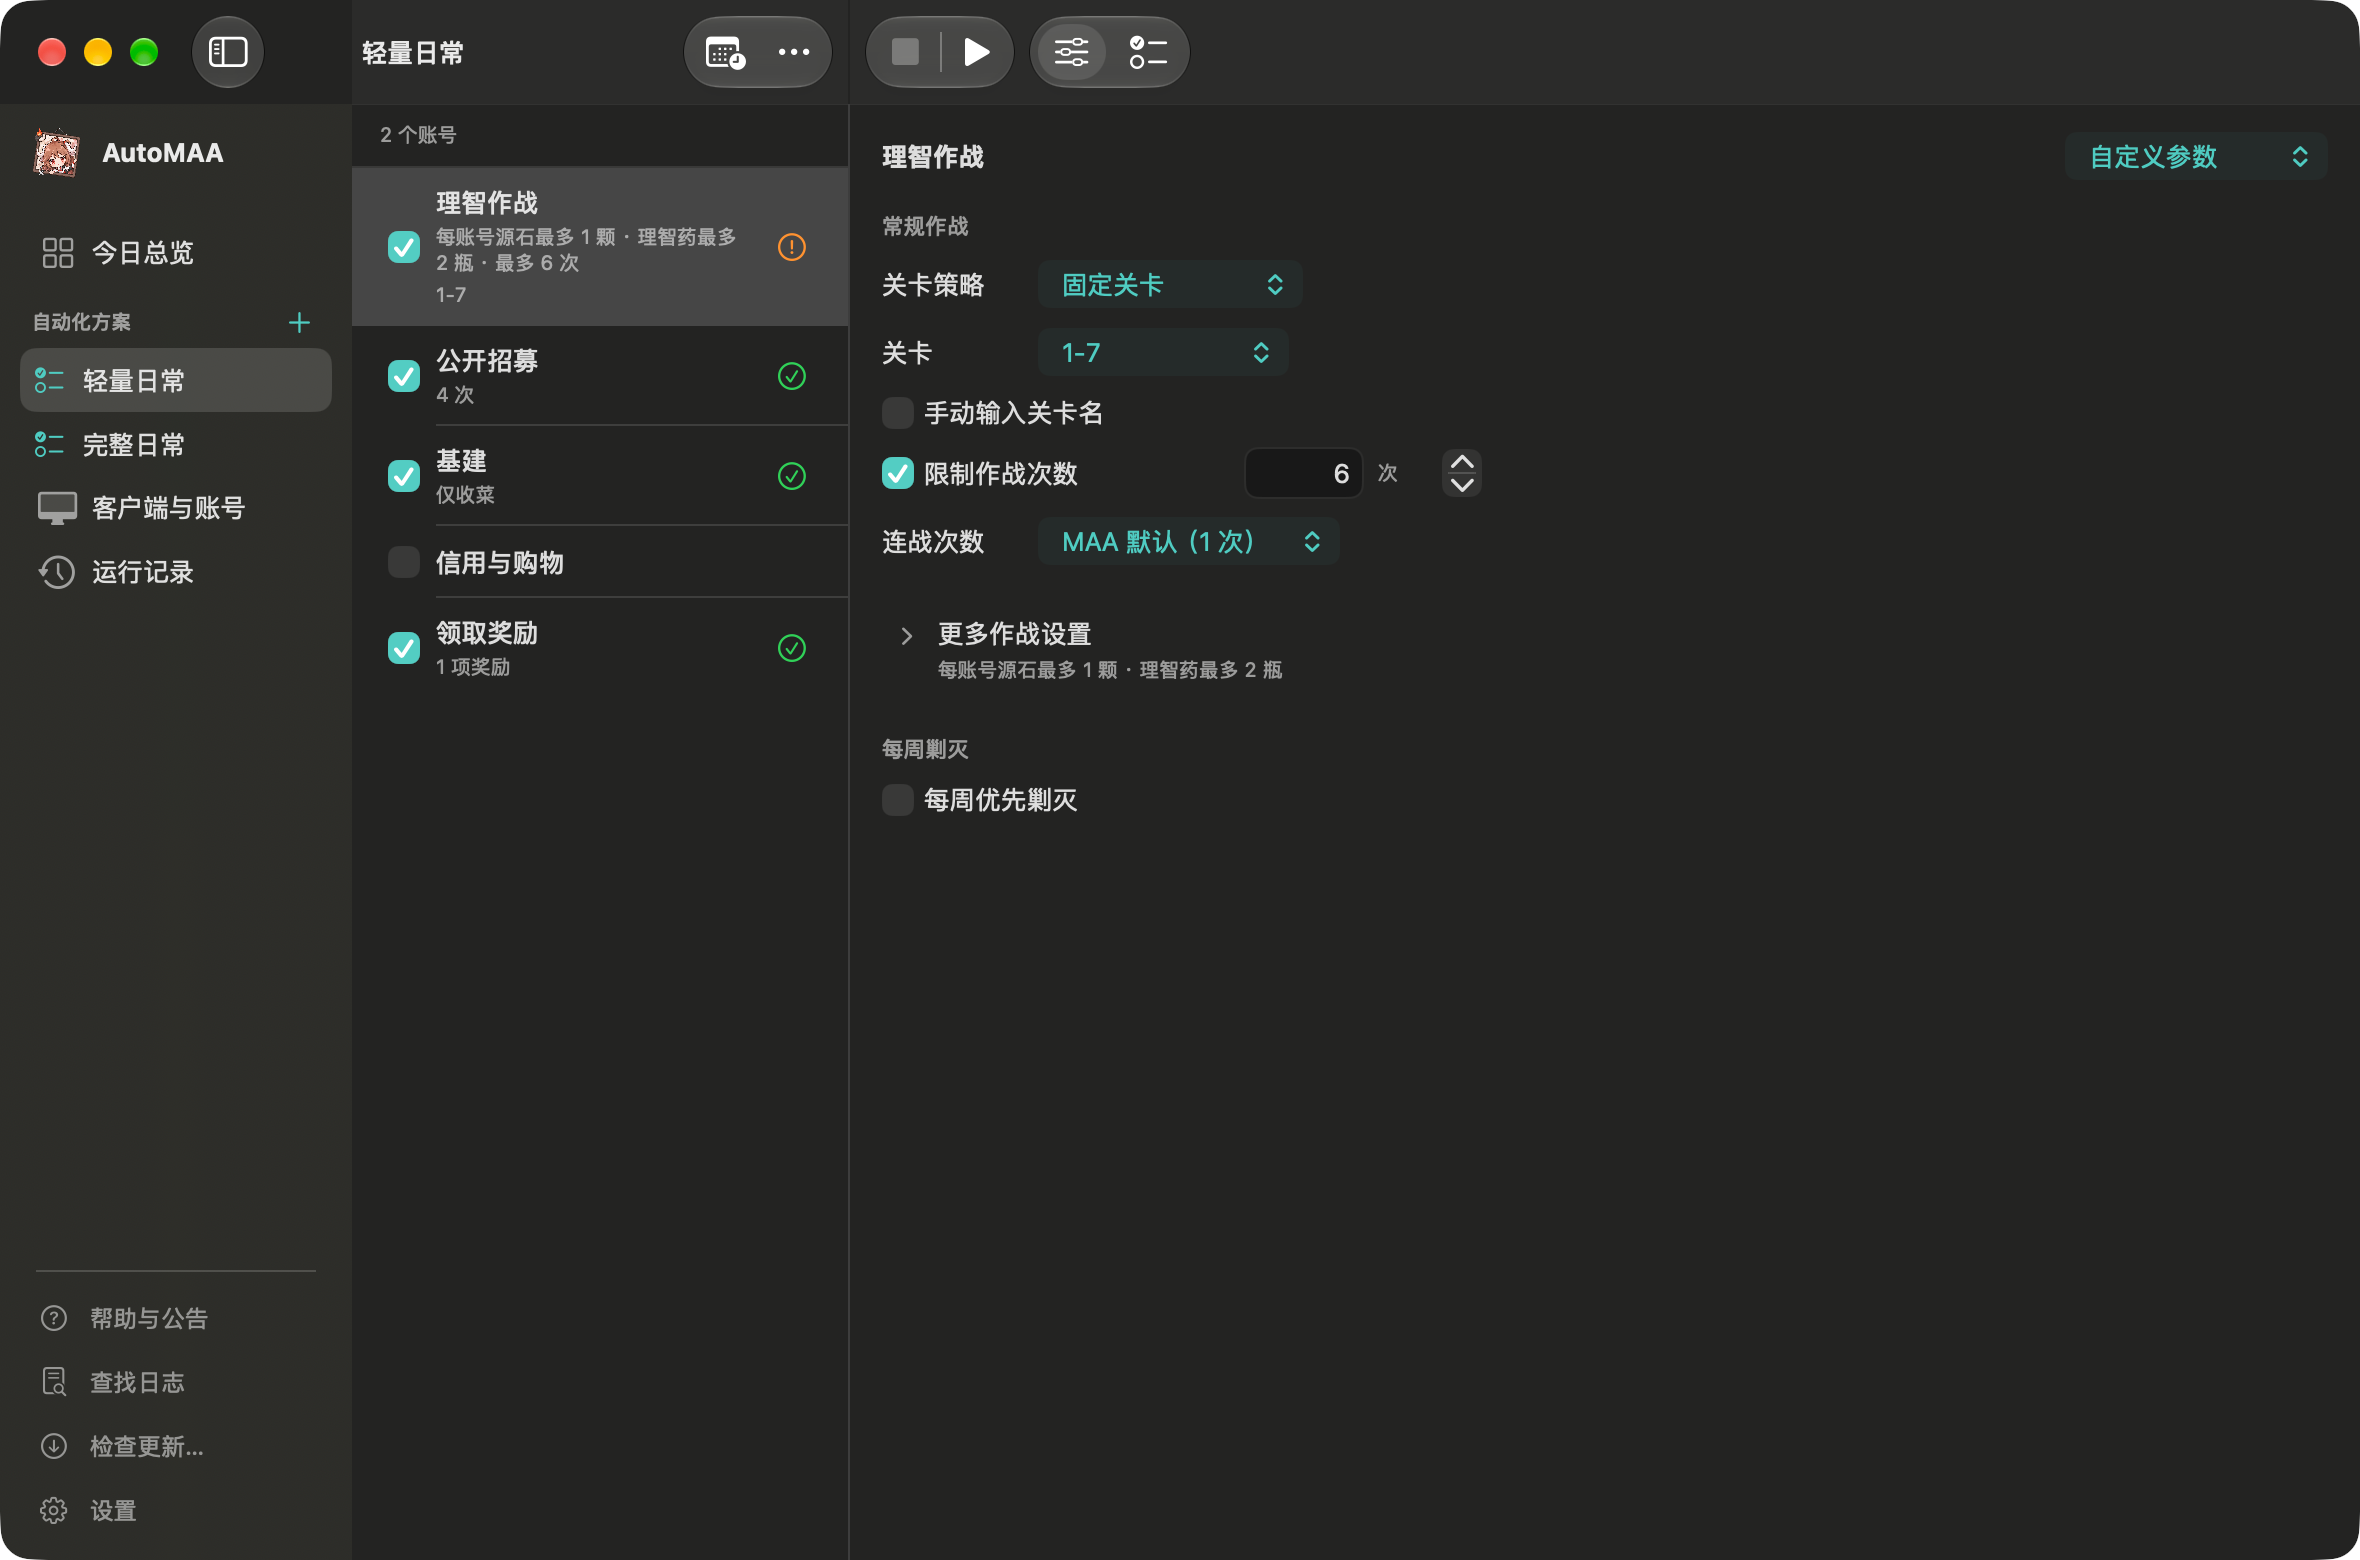 轻量日常
AutoMAA
今日总览
自动化方案
轻量日常
完整日常
客户端与账号
运行记录
帮助与公告
查找日志
检查更新...
设置
2 个账号
理智作战
每账号源石最多 1 颗 · 理智药最多
2 瓶 · 最多 6 次
1-7
公开招募
4 次
基建
仅收菜
信用与购物
领取奖励
1 项奖励
理智作战
自定义参数
常规作战
关卡策略 固定关卡
关卡 1-7
手动输入关卡名
限制作战次数 6 次
连战次数 MAA 默认（1 次）
更多作战设置
每账号源石最多 1 颗 · 理智药最多 2 瓶
每周剿灭
每周优先剿灭